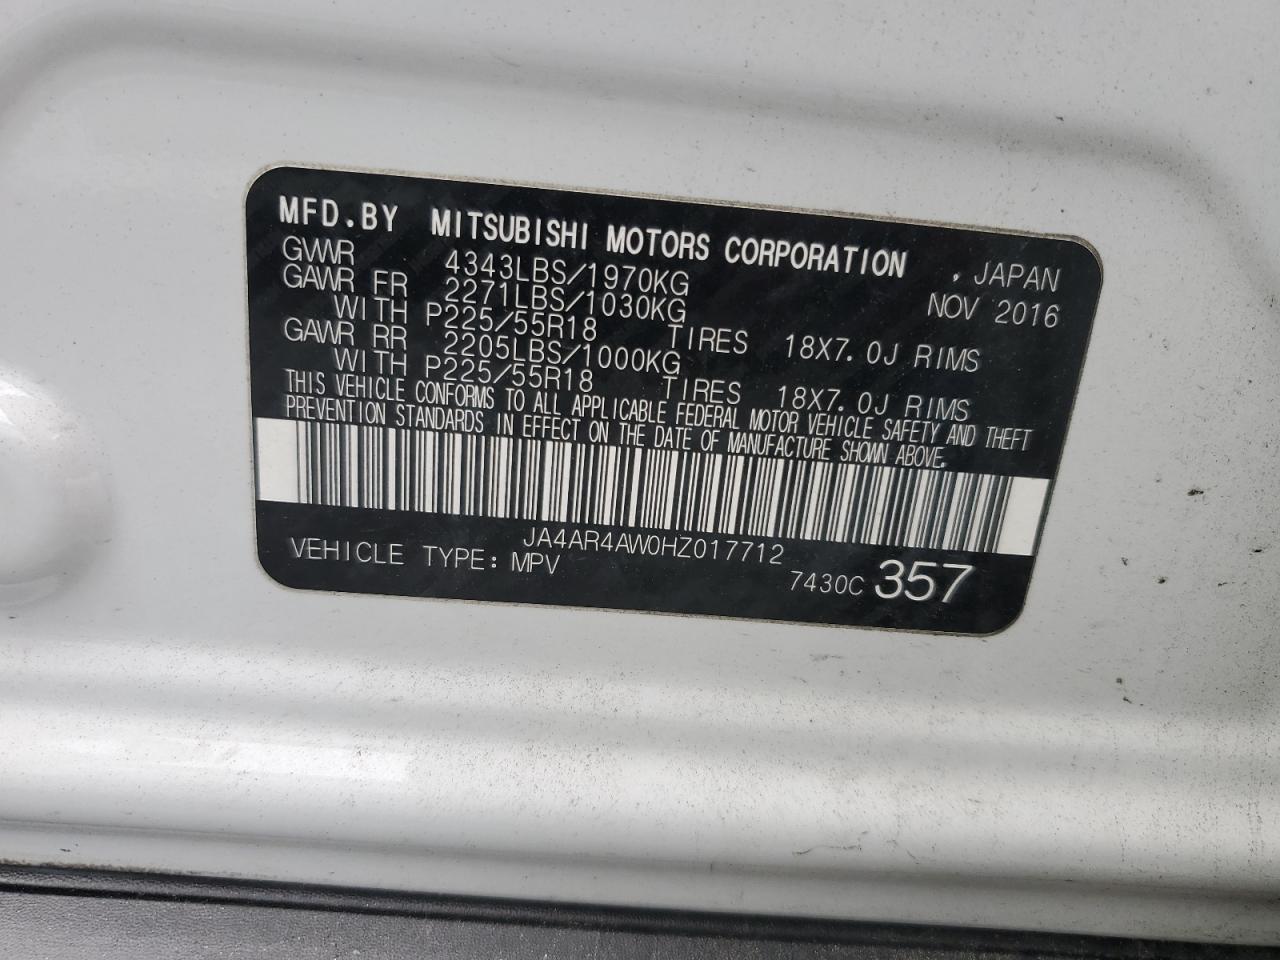 MFD.BY MITSUBISHI MOTORS CORPORATION , JAPAN
GVWR 4343LBS/1970KG NOV 2016
GAWR FR 2271LBS/1030KG
WITH P225/55R18 TIRES 18X7.0J RIMS
GAWR RR 2205LBS/1000KG
WITH P225/55R18 TIRES 18X7.0J RIMS
THIS VEHICLE CONFORMS TO ALL APPLICABLE FEDERAL MOTOR VEHICLE SAFETY AND THEFT
PREVENTION STANDARDS IN EFFECT ON THE DATE OF MANUFACTURE SHOWN ABOVE.
JA4AR4AW0HZ017712
VEHICLE TYPE: MPV 7430C 357